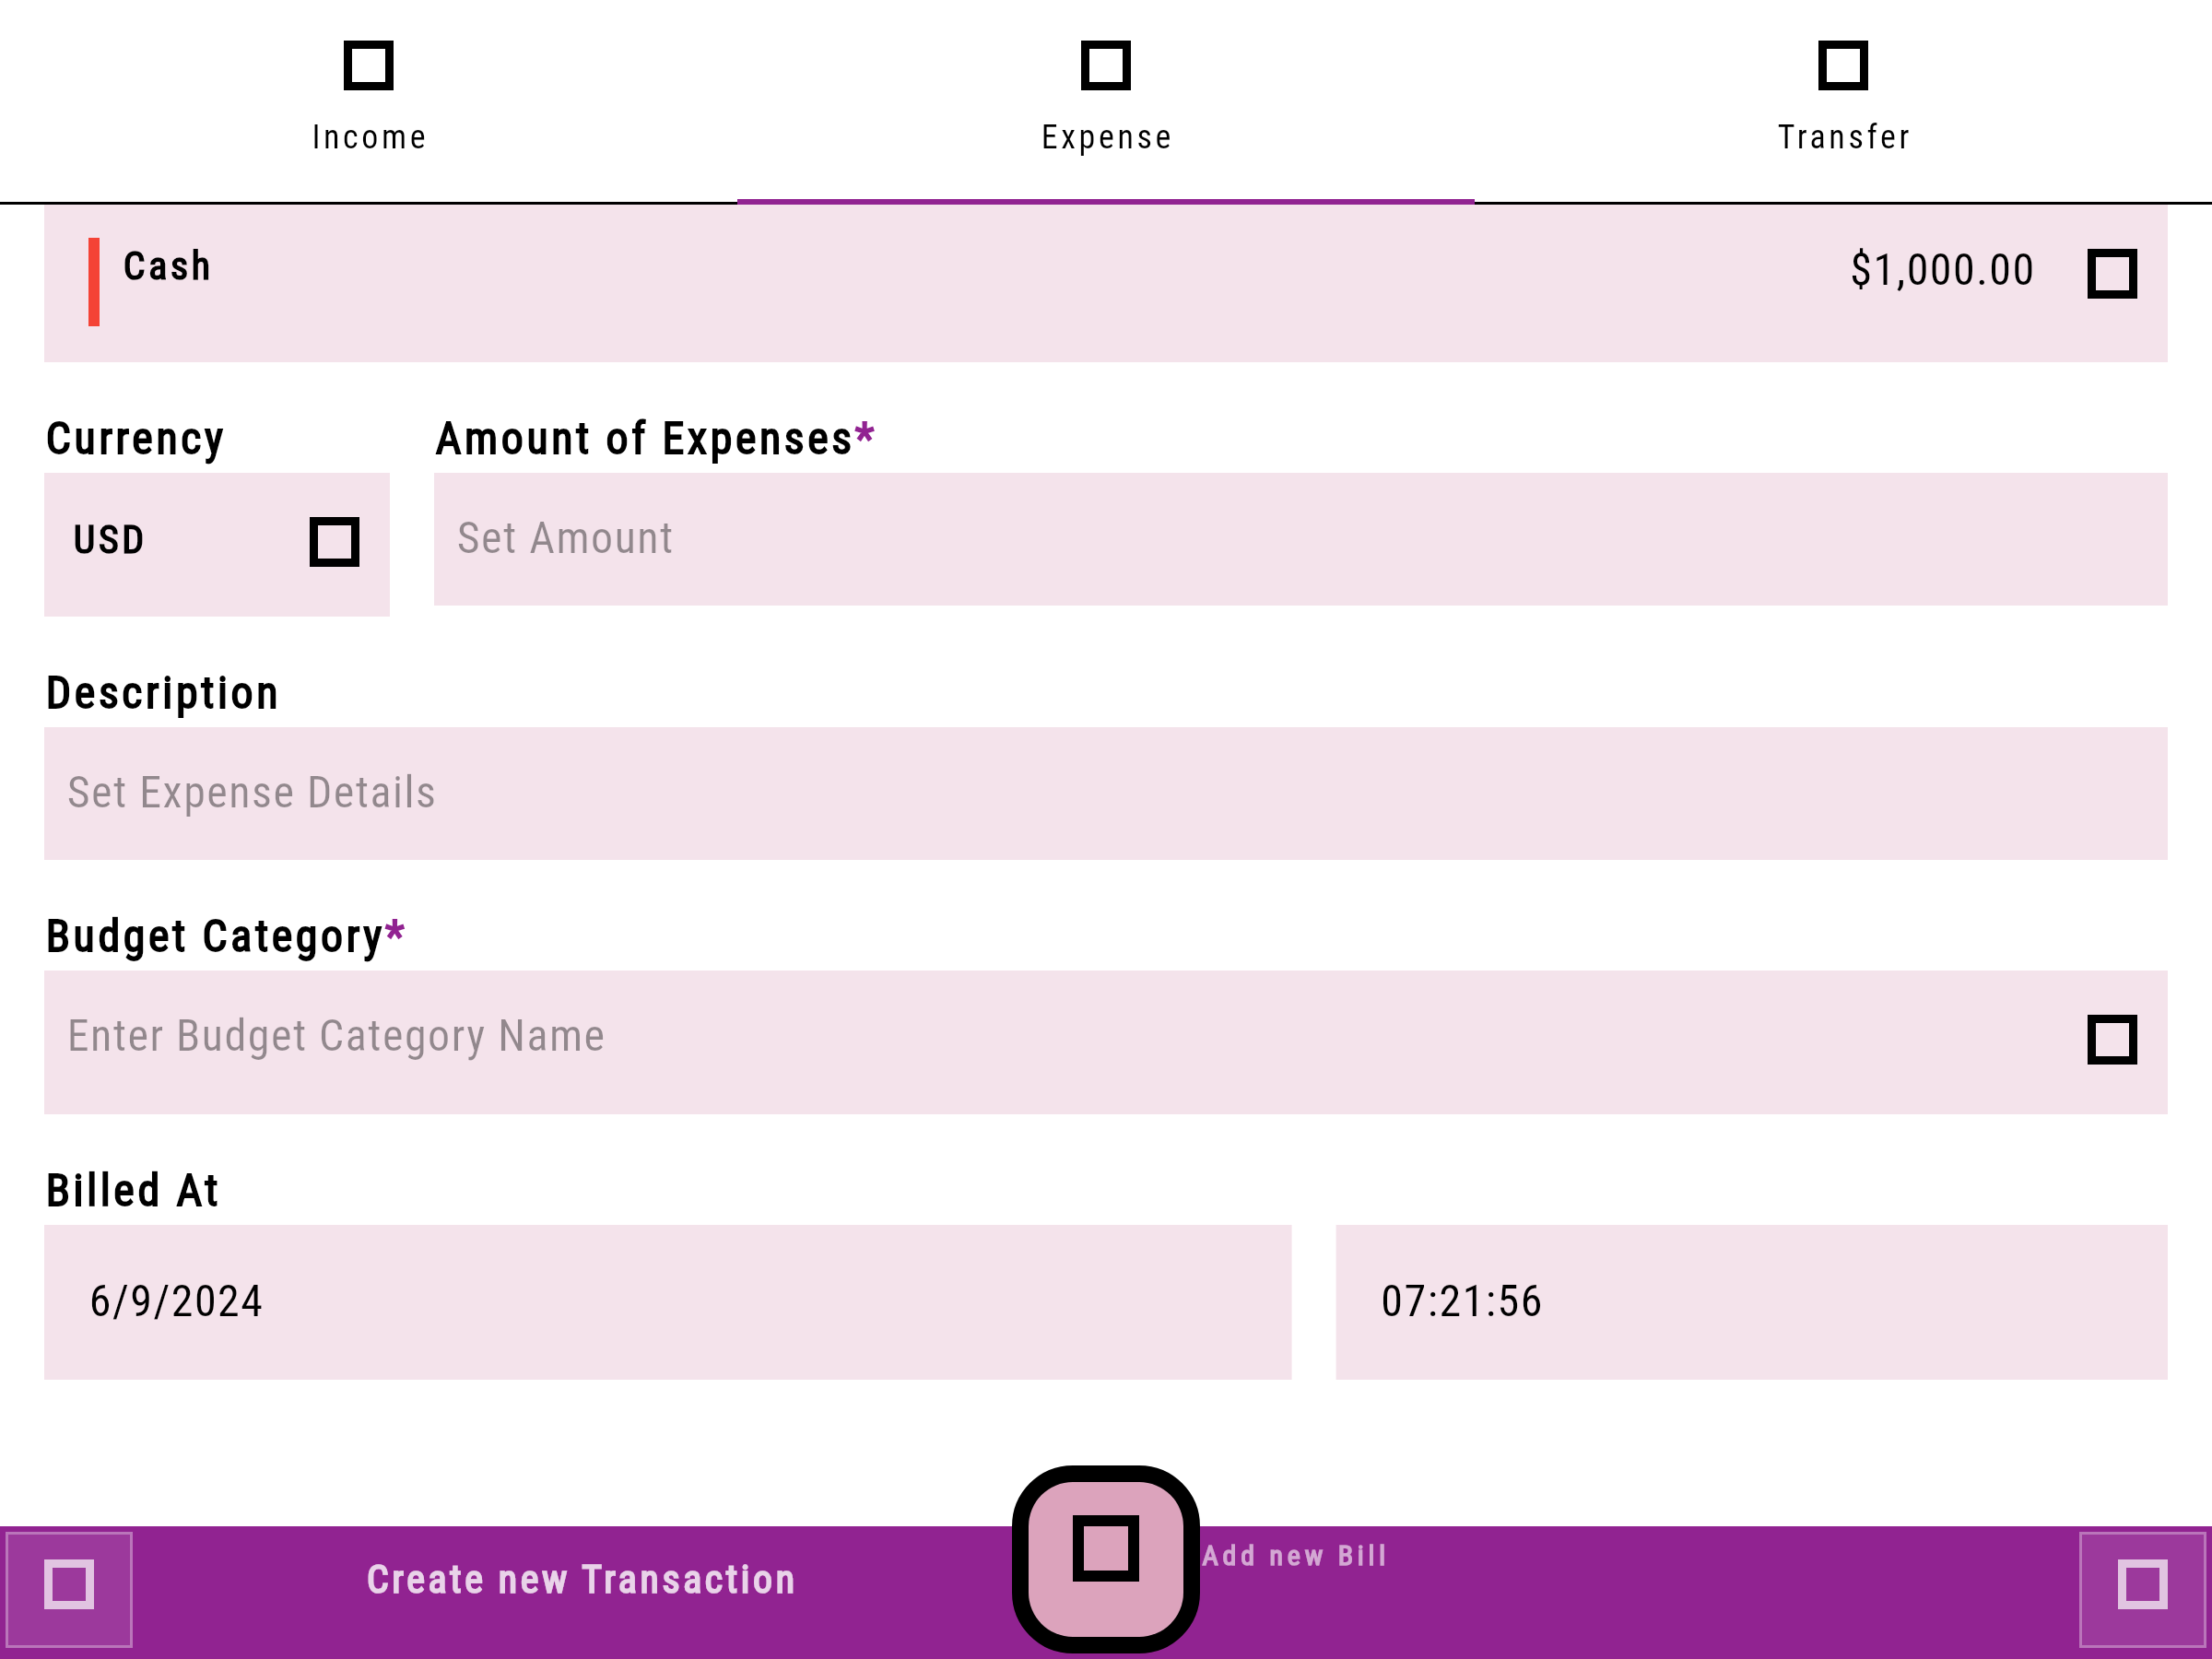 Income
Expense
Transfer
Cash
$1,000.00
Currency
Amount of Expenses*
USD
Set Amount
Description
Set Expense Details
Budget Category*
Enter Budget Category Name
Billed At
6/9/2024
07:21:56
Create new Transaction
Add new Bill